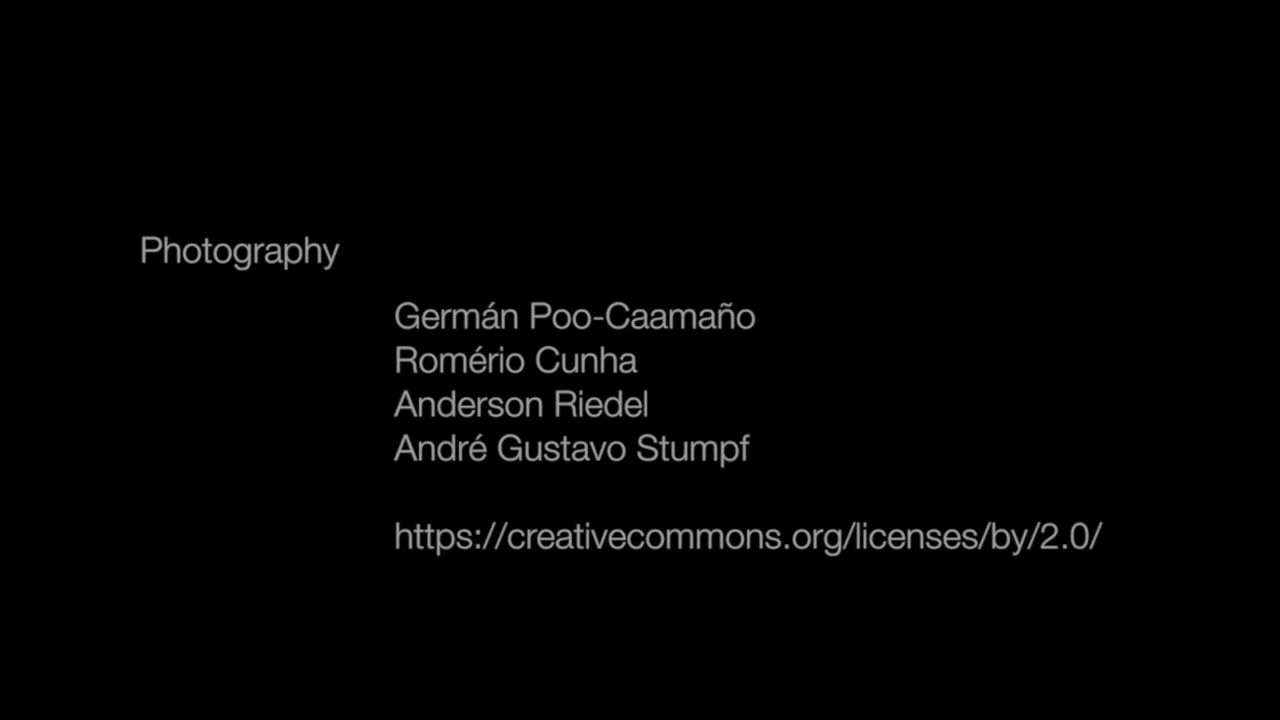 Photography
Germán Poo-Caamaño
Romério Cunha
Anderson Riedel
André Gustavo Stumpf
https://creativecommons.org/licenses/by/2.0/